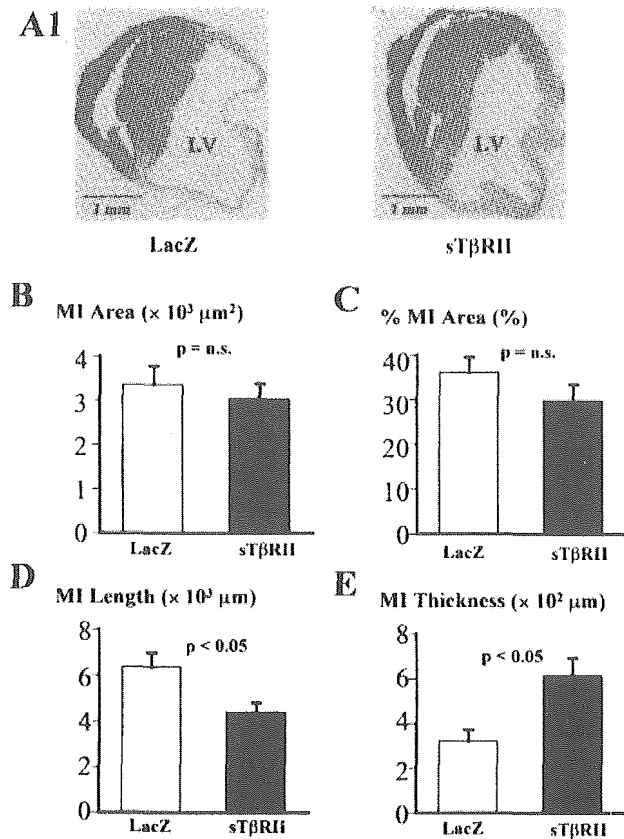 A1
LV
1 mm
LacZ
LV
1 mm
sTβRII
B
MI Area (× 10³ μm²)
p = n.s.
4
3
2
1
0
LacZ
sTβRII
C
% MI Area (%)
p = n.s.
40
30
20
10
0
LacZ
sTβRII
D
MI Length (× 10³ μm)
p < 0.05
8
6
4
2
0
LacZ
sTβRII
E
MI Thickness (× 10² μm)
p < 0.05
8
6
4
2
0
LacZ
sTβRII